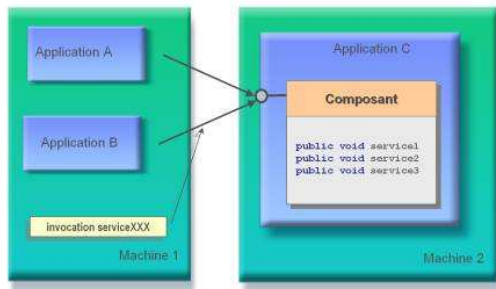 Application A
Application B
invocation serviceXXX
Machine 1
Application C
Composant
public void service1
public void service2
public void service3
Machine 2